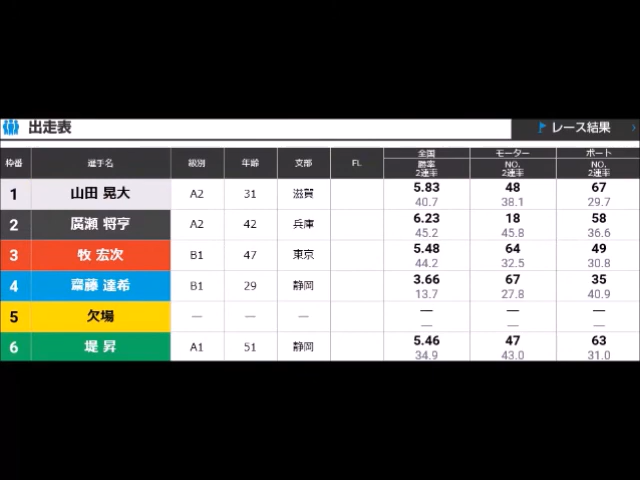 出走表
レース結果
枠番 選手名 級別 年齢 支部 FL 全国 勝率 2連率 モーター NO. 2連率 ボート NO. 2連率
1 山田 晃大 A2 31 滋賀 5.83 40.7 48 38.1 67 29.7
2 廣瀬 将亨 A2 42 兵庫 6.23 45.2 18 45.8 58 36.6
3 牧 宏次 B1 47 東京 5.48 44.2 64 32.5 49 30.8
4 齋藤 達希 B1 29 静岡 3.66 13.7 67 27.8 35 40.9
5 欠場 — — — — — — — — —
6 堤 昇 A1 51 静岡 5.46 34.9 47 43.0 63 31.0